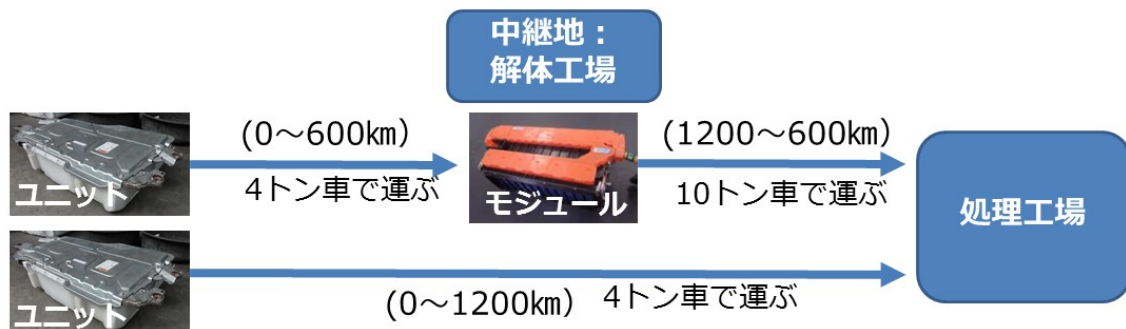 中継地：
解体工場
(0～600㎞)
4トン車で運ぶ
ユニット
モジュール
(1200～600㎞)
10トン車で運ぶ
処理工場
ユニット
(0～1200㎞)
4トン車で運ぶ